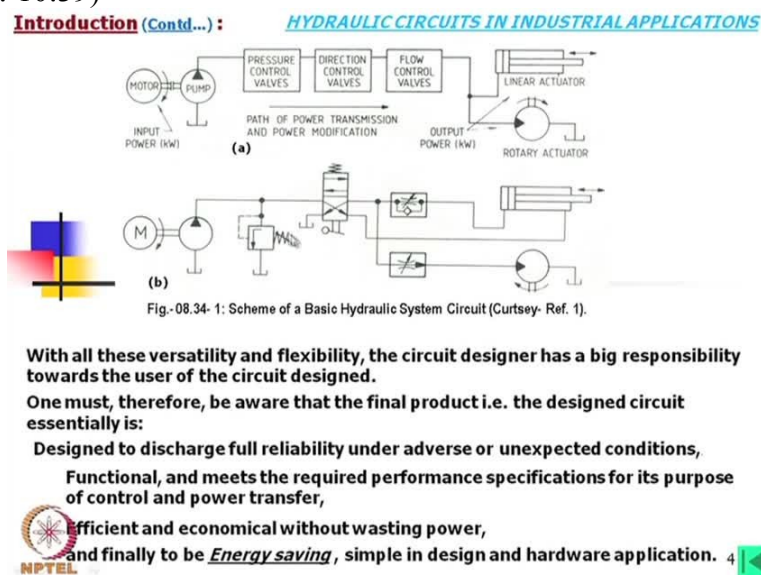 : 10.59)
Introduction (Contd...) : HYDRAULIC CIRCUITS IN INDUSTRIAL APPLICATIONS
MOTOR
PUMP
PRESSURE
CONTROL
VALVES
DIRECTION
CONTROL
VALVES
FLOW
CONTROL
VALVES
LINEAR ACTUATOR
PATH OF POWER TRANSMISSION
AND POWER MODIFICATION
INPUT
POWER (kW)
OUTPUT
POWER (kW)
ROTARY ACTUATOR
(a)
M
(b)
Fig.-08.34- 1: Scheme of a Basic Hydraulic System Circuit (Curtsey- Ref. 1).
With all these versatility and flexibility, the circuit designer has a big responsibility
towards the user of the circuit designed.
One must, therefore, be aware that the final product i.e. the designed circuit
essentially is:
Designed to discharge full reliability under adverse or unexpected conditions,
Functional, and meets the required performance specifications for its purpose
of control and power transfer,
Efficient and economical without wasting power,
and finally to be Energy saving, simple in design and hardware application. 4
NPTEL